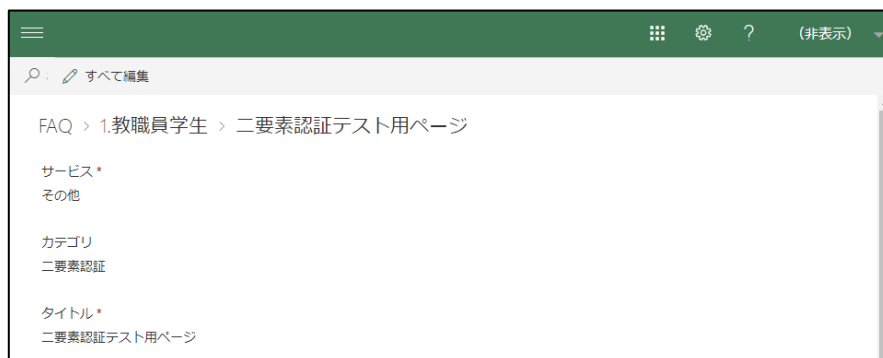 ? (非表示)
すべて編集
FAQ > 1.教職員学生 > 二要素認証テスト用ページ
サービス *
その他
カテゴリ
二要素認証
タイトル *
二要素認証テスト用ページ